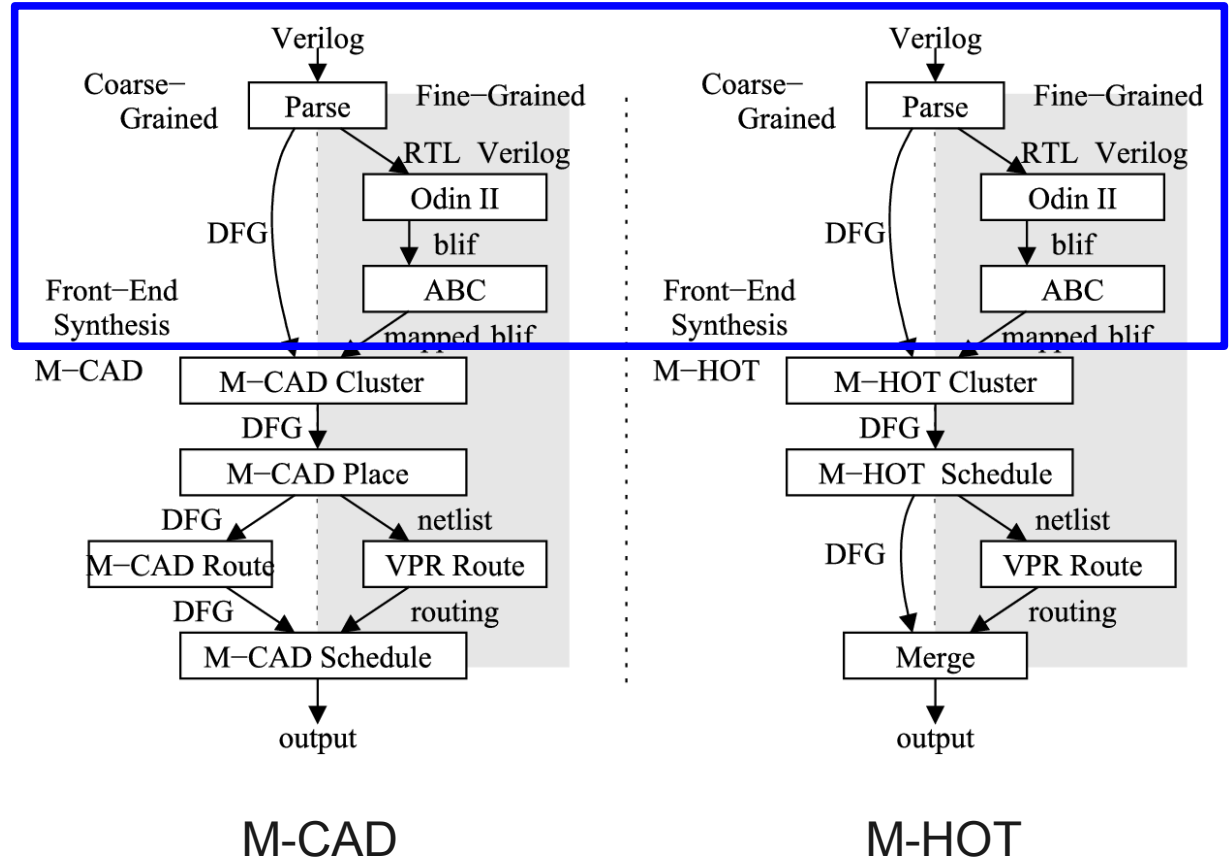 Verilog
Coarse−
Grained
Parse
Fine−Grained
RTL Verilog
Odin II
DFG
blif
ABC
Front−End
Synthesis
mapped blif
M−CAD
M−CAD Cluster
DFG
M−CAD Place
DFG
netlist
M−CAD Route
VPR Route
DFG
routing
M−CAD Schedule
output
M-CAD
Verilog
Coarse−
Grained
Parse
Fine−Grained
RTL Verilog
Odin II
DFG
blif
ABC
Front−End
Synthesis
mapped blif
M−HOT
M−HOT Cluster
DFG
M−HOT Schedule
netlist
DFG
VPR Route
routing
Merge
output
M-HOT